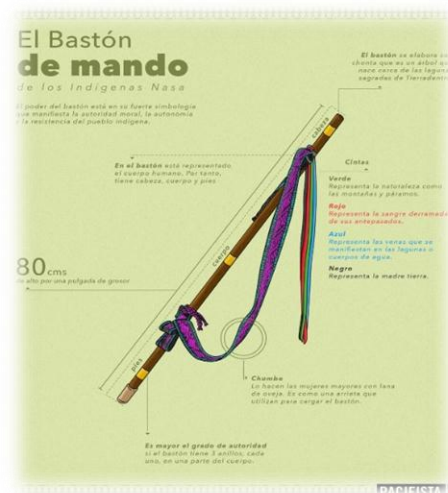 El Bastón
de mando
de los Indígenas Nasa
El poder del bastón está en su fuerte simbología
que manifiesta la autoridad moral, la autonomía
y la resistencia del pueblo indígena.
El bastón se elabora en
chonta que es un árbol que
nace cerca de las lagunas
sagradas de Tierradentro
En el bastón está representado
el cuerpo humano. Por tanto,
tiene cabeza, cuerpo y pies
cabeza
cuerpo
pies
Cintas
Verde
Representa la naturaleza como
las montañas y páramos.
Rojo
Representa la sangre derramada
de sus antepasados.
Azul
Representa las venas que se
manifiestan en las lagunas o
cuerpos de agua.
Negro
Representa la madre tierra.
80 cms
de alto por una pulgada de grosor
Chumbe
Lo hacen las mujeres mayores con lana
de oveja. Es como una arrieta que
utilizan para cargar el bastón.
Es mayor el grado de autoridad
si el bastón tiene 3 anillos, cada
uno, en una parte del cuerpo.
PACIFISTA